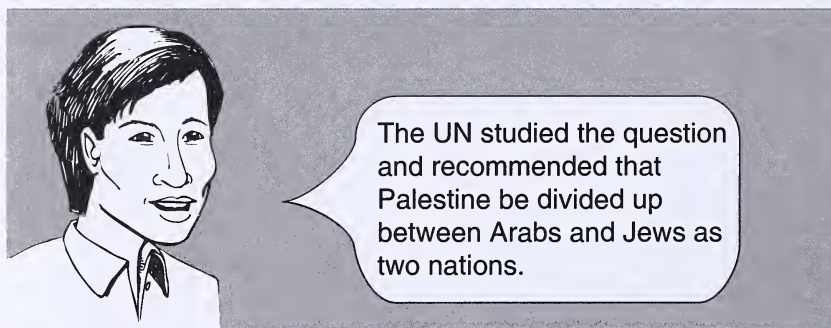 The UN studied the question
and recommended that
Palestine be divided up
between Arabs and Jews as
two nations.